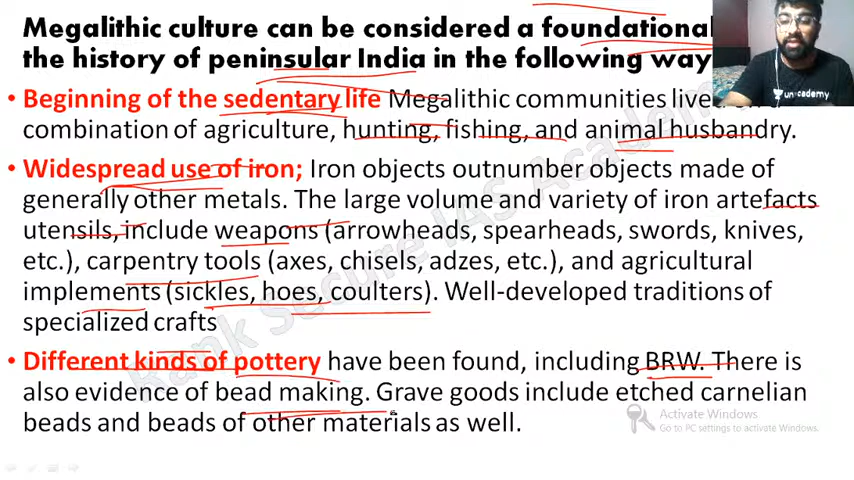 Megalithic culture can be considered a foundational
the history of peninsular India in the following way
• Beginning of the sedentary life Megalithic communities lived on
combination of agriculture, hunting, fishing, and animal husbandry.
• Widespread use of iron; Iron objects outnumber objects made of
generally other metals. The large volume and variety of iron artefacts
utensils, include weapons (arrowheads, spearheads, swords, knives,
etc.), carpentry tools (axes, chisels, adzes, etc.), and agricultural
implements (sickles, hoes, coulters). Well-developed traditions of
specialized crafts
• Different kinds of pottery have been found, including BRW. There is
also evidence of bead making. Grave goods include etched carnelian
beads and beads of other materials as well.
unacademy
Rank Secure IAS Academ
Activate Windows
Go to PC settings to activate Windows.